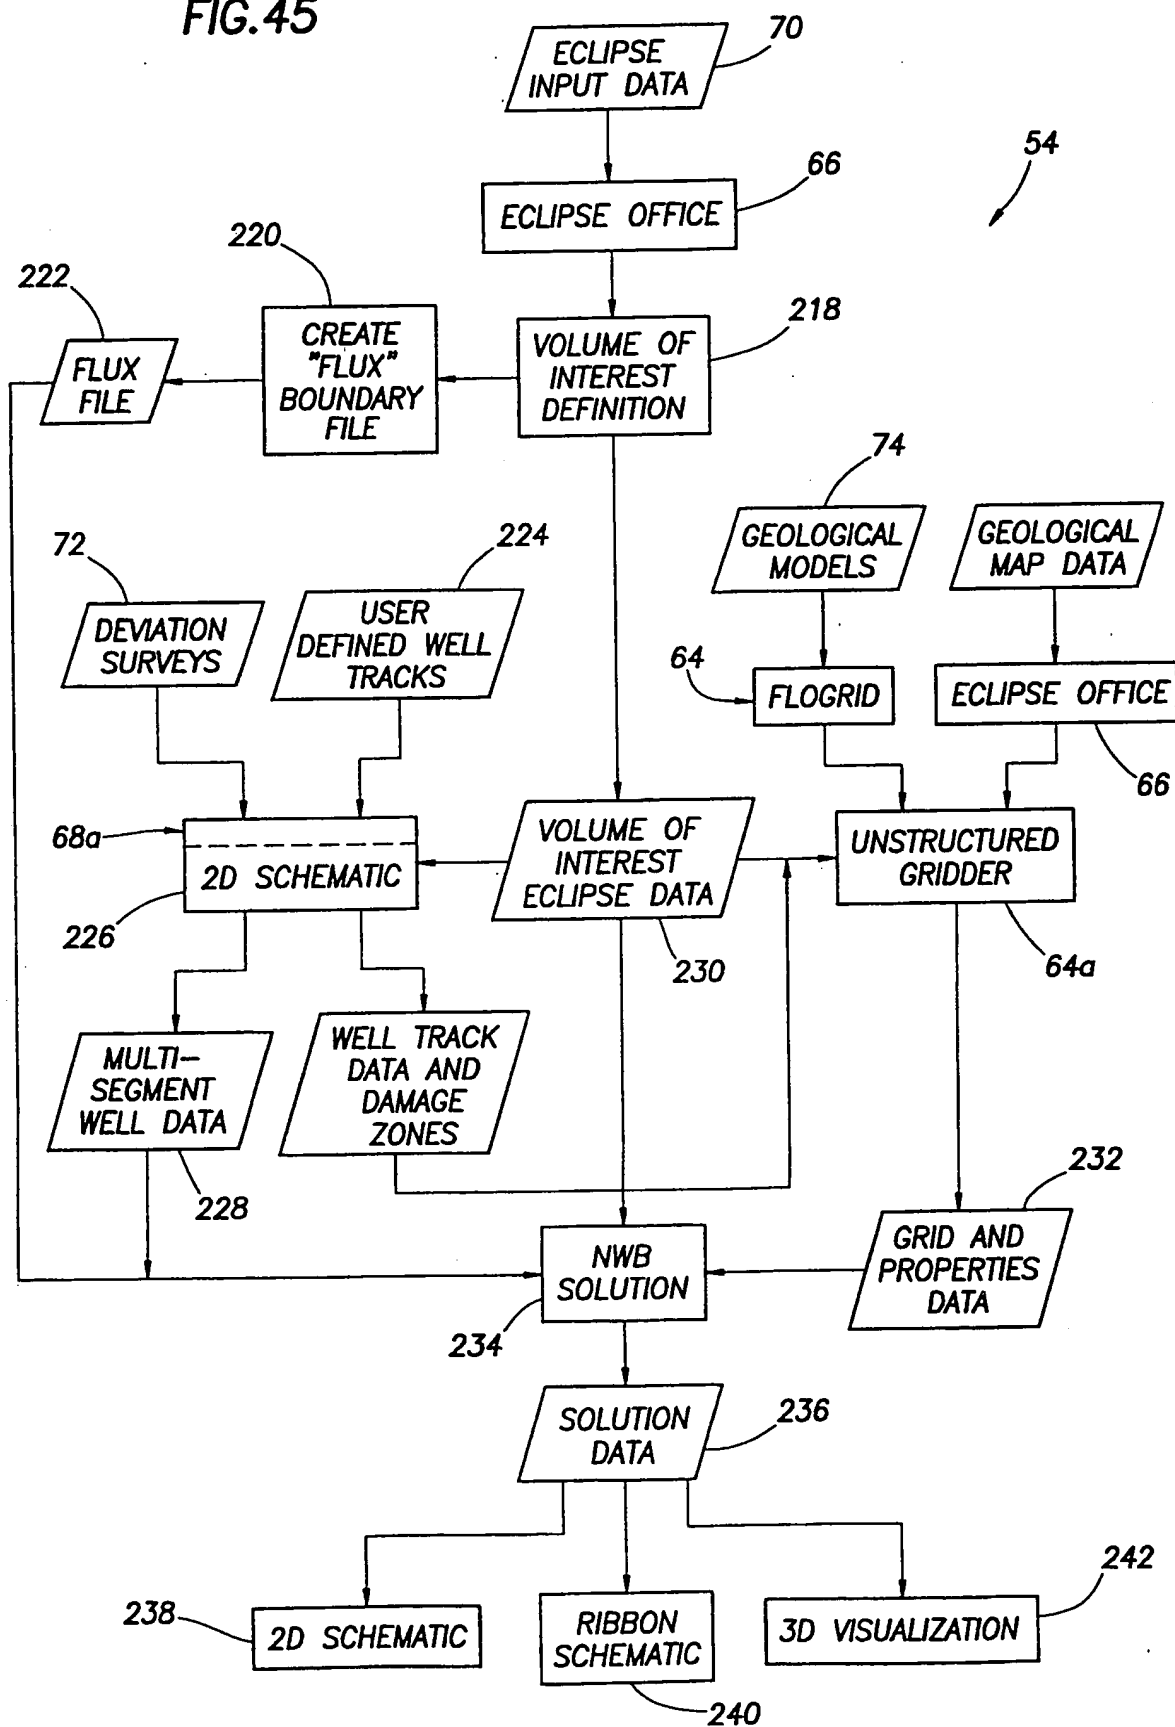 FIG.45
70
ECLIPSE
INPUT DATA
54
66
ECLIPSE OFFICE
220
222
218
CREATE
"FLUX"
BOUNDARY
FILE
VOLUME OF
INTEREST
DEFINITION
FLUX
FILE
74
72
224
GEOLOGICAL
MODELS
GEOLOGICAL
MAP DATA
DEVIATION
SURVEYS
USER
DEFINED WELL
TRACKS
64
FLOGRID
ECLIPSE OFFICE
66
68a
2D SCHEMATIC
226
VOLUME OF
INTEREST
ECLIPSE DATA
230
UNSTRUCTURED
GRIDDER
64a
MULTI-
SEGMENT
WELL DATA
228
WELL TRACK
DATA AND
DAMAGE
ZONES
232
GRID AND
PROPERTIES
DATA
NWB
SOLUTION
234
SOLUTION
DATA
236
238
2D SCHEMATIC
RIBBON
SCHEMATIC
240
3D VISUALIZATION
242